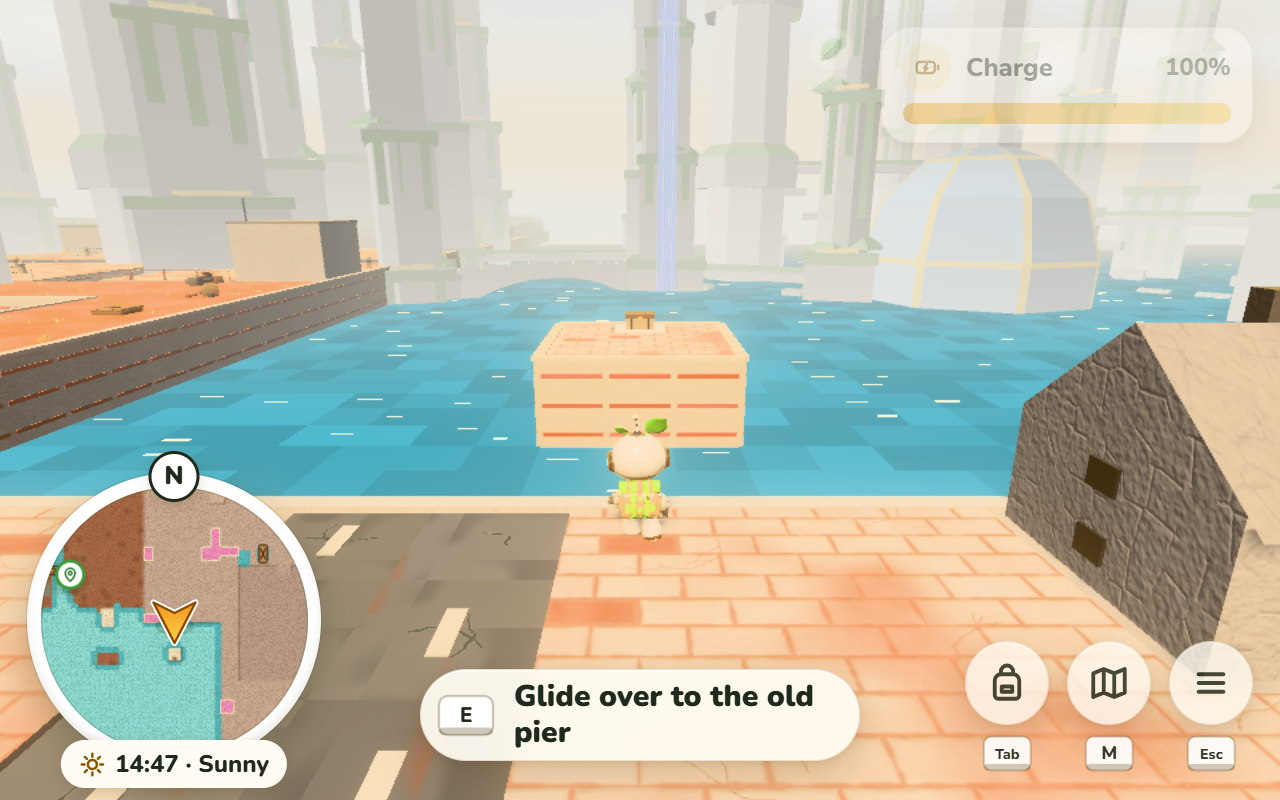 Charge 100%
N
E Glide over to the old
pier
14:47 · Sunny
Tab M Esc